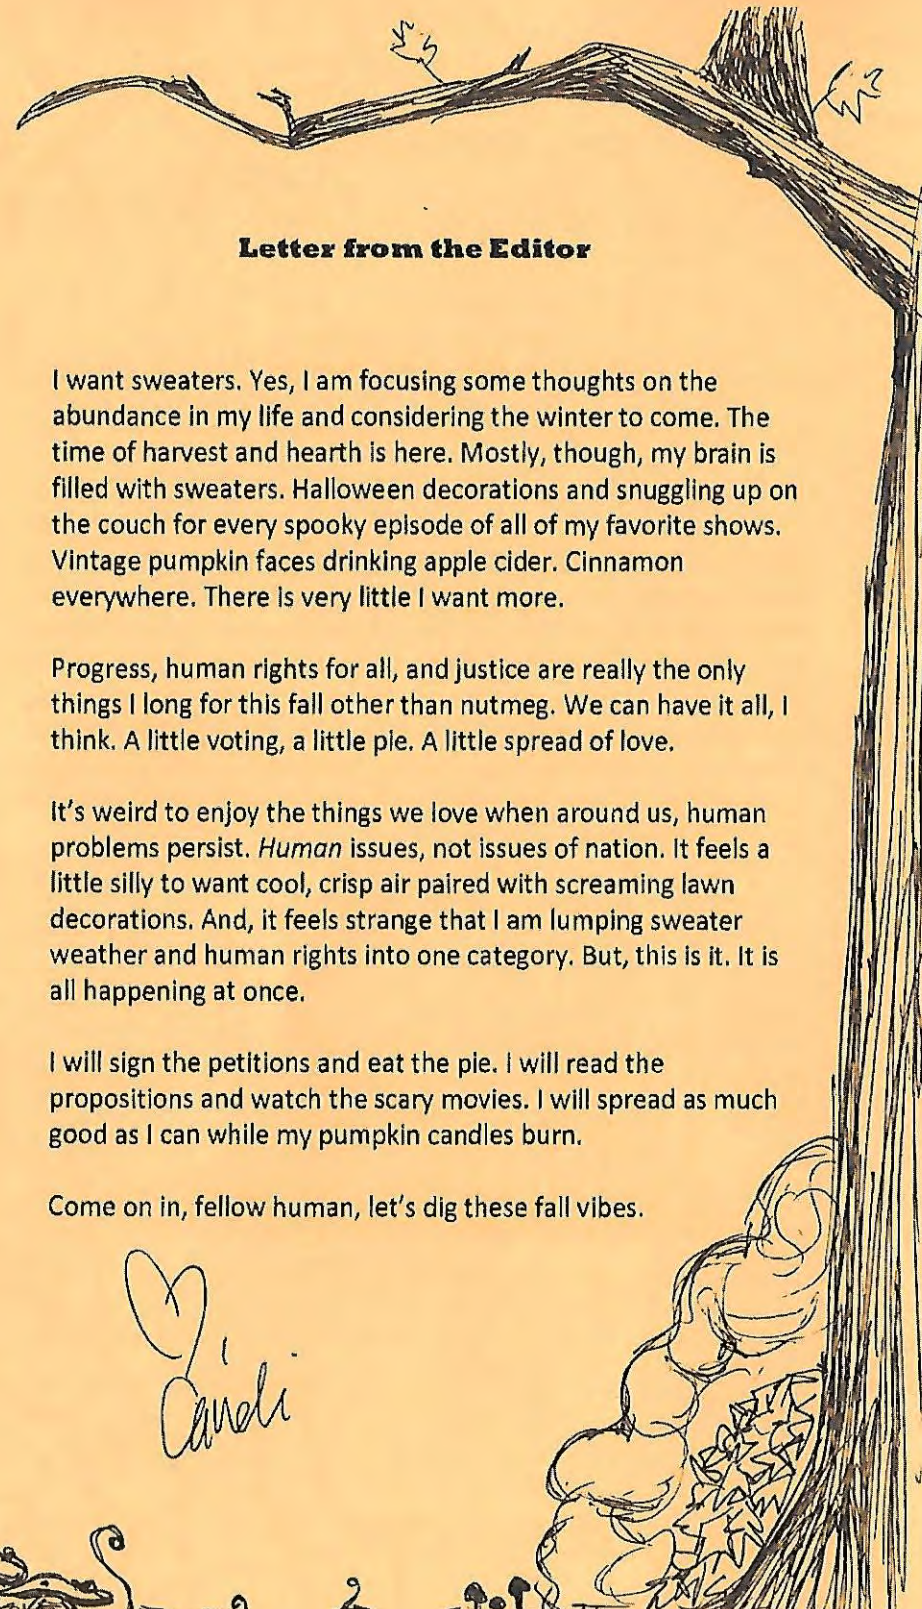 Letter from the Editor
I want sweaters. Yes, I am focusing some thoughts on the
abundance in my life and considering the winter to come. The
time of harvest and hearth is here. Mostly, though, my brain is
filled with sweaters. Halloween decorations and snuggling up on
the couch for every spooky episode of all of my favorite shows.
Vintage pumpkin faces drinking apple cider. Cinnamon
everywhere. There is very little I want more.
Progress, human rights for all, and justice are really the only
things I long for this fall other than nutmeg. We can have it all, I
think. A little voting, a little pie. A little spread of love.
It's weird to enjoy the things we love when around us, human
problems persist. Human issues, not issues of nation. It feels a
little silly to want cool, crisp air paired with screaming lawn
decorations. And, it feels strange that I am lumping sweater
weather and human rights into one category. But, this is it. It is
all happening at once.
I will sign the petitions and eat the pie. I will read the
propositions and watch the scary movies. I will spread as much
good as I can while my pumpkin candles burn.
Come on in, fellow human, let's dig these fall vibes.
Candi